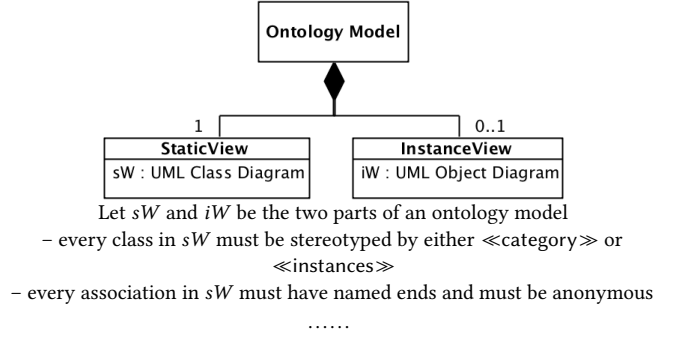 Ontology Model
1
0..1
StaticView
InstanceView
sW : UML Class Diagram
iW : UML Object Diagram
Let sW and iW be the two parts of an ontology model
– every class in sW must be stereotyped by either ≪category≫ or
≪instances≫
– every association in sW must have named ends and must be anonymous
......